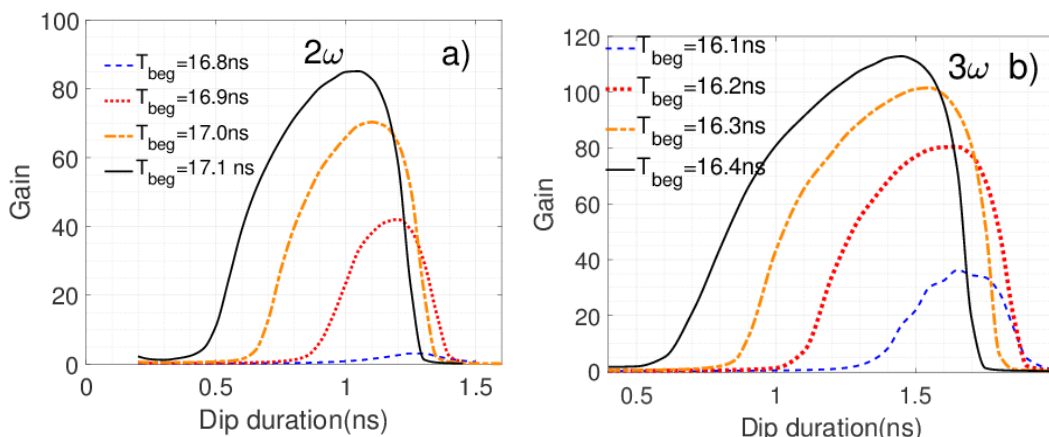 2ω
a)
T_beg=16.8ns
T_beg=16.9ns
T_beg=17.0ns
T_beg=17.1 ns
100
80
60
40
20
0
Gain
0 0.5 1 1.5
Dip duration(ns)
3ω b)
T_beg=16.1ns
T_beg=16.2ns
T_beg=16.3ns
T_beg=16.4ns
120
100
80
60
40
20
0
Gain
0.5 1 1.5
Dip duration(ns)